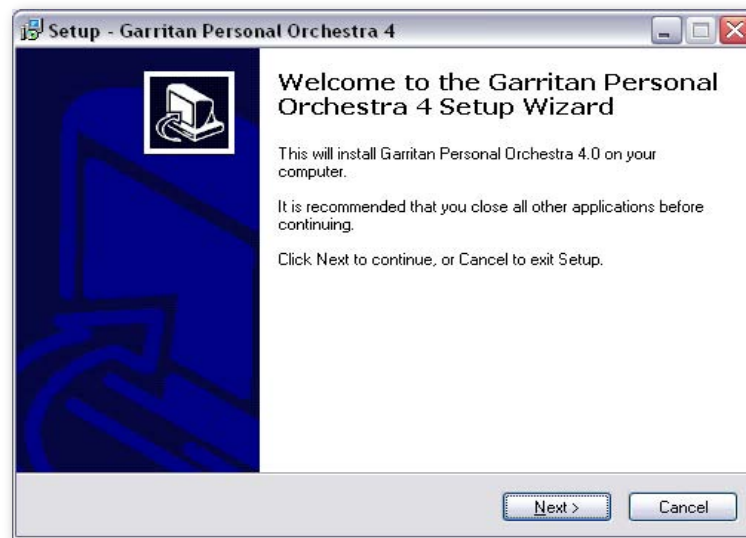 Setup - Garritan Personal Orchestra 4
Welcome to the Garritan Personal
Orchestra 4 Setup Wizard
This will install Garritan Personal Orchestra 4.0 on your
computer.
It is recommended that you close all other applications before
continuing.
Click Next to continue, or Cancel to exit Setup.
Next >
Cancel